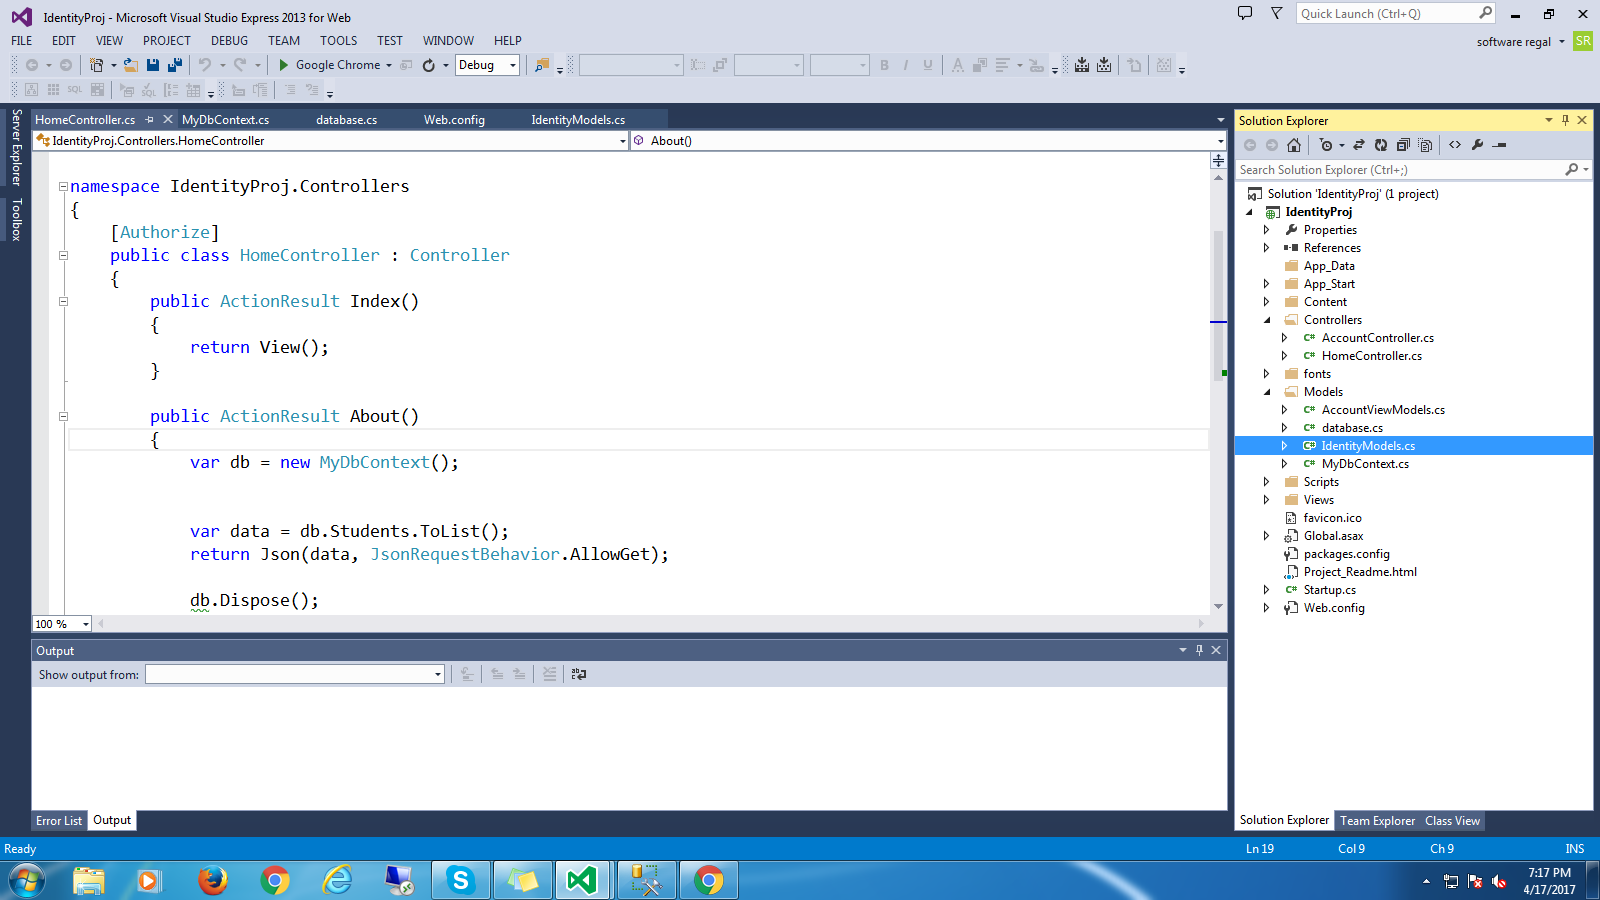 IdentityProj - Microsoft Visual Studio Express 2013 for Web
Quick Launch (Ctrl+Q)
FILE EDIT VIEW PROJECT DEBUG TEAM TOOLS TEST WINDOW HELP
software regal SR
Google Chrome Debug
Server Explorer
Toolbox
HomeController.cs MyDbContext.cs database.cs Web.config IdentityModels.cs
IdentityProj.Controllers.HomeController About()
namespace IdentityProj.Controllers
{
[Authorize]
public class HomeController : Controller
{
public ActionResult Index()
{
return View();
}
public ActionResult About()
{
var db = new MyDbContext();
var data = db.Students.ToList();
return Json(data, JsonRequestBehavior.AllowGet);
db.Dispose();
100 %
Output
Show output from:
Error List Output
Solution Explorer
Search Solution Explorer (Ctrl+;)
Solution 'IdentityProj' (1 project)
IdentityProj
Properties
References
App_Data
App_Start
Content
Controllers
AccountController.cs
HomeController.cs
fonts
Models
AccountViewModels.cs
database.cs
IdentityModels.cs
MyDbContext.cs
Scripts
Views
favicon.ico
Global.asax
packages.config
Project_Readme.html
Startup.cs
Web.config
Solution Explorer Team Explorer Class View
Ready Ln 19 Col 9 Ch 9 INS
7:17 PM
4/17/2017